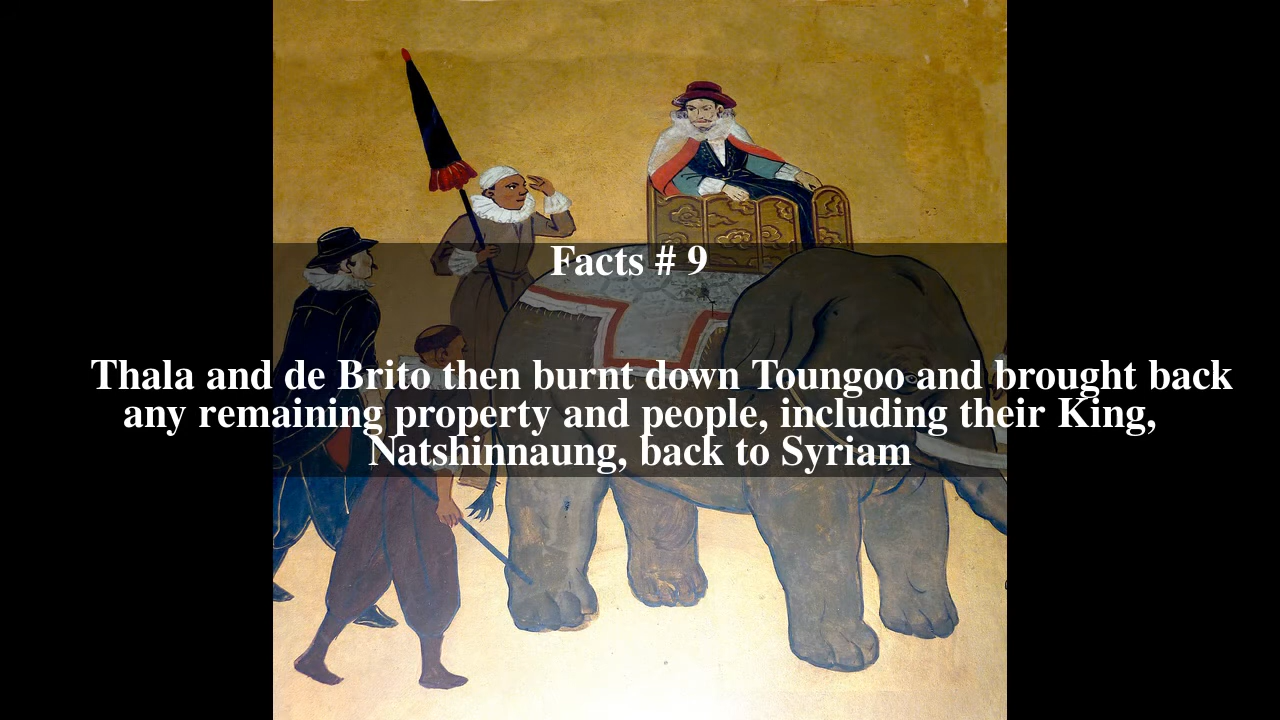 Facts # 9
Thala and de Brito then burnt down Toungoo and brought back
any remaining property and people, including their King,
Natshinnaung, back to Syriam